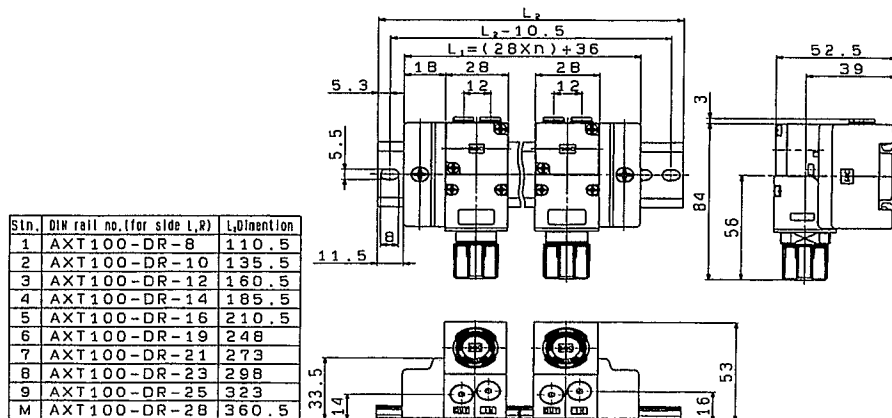 L₂
L₂-10.5
L₁=(28Xn)+36
18 28 28
12 12
5.3
5.5
8
11.5
52.5
39
3
84
56
Stn. DIN rail no.(for side L,R) L₂Dimention
1 AXT100-DR-8 110.5
2 AXT100-DR-10 135.5
3 AXT100-DR-12 160.5
4 AXT100-DR-14 185.5
5 AXT100-DR-16 210.5
6 AXT100-DR-19 248
7 AXT100-DR-21 273
8 AXT100-DR-23 298
9 AXT100-DR-25 323
M AXT100-DR-28 360.5
33.5
14
53
16